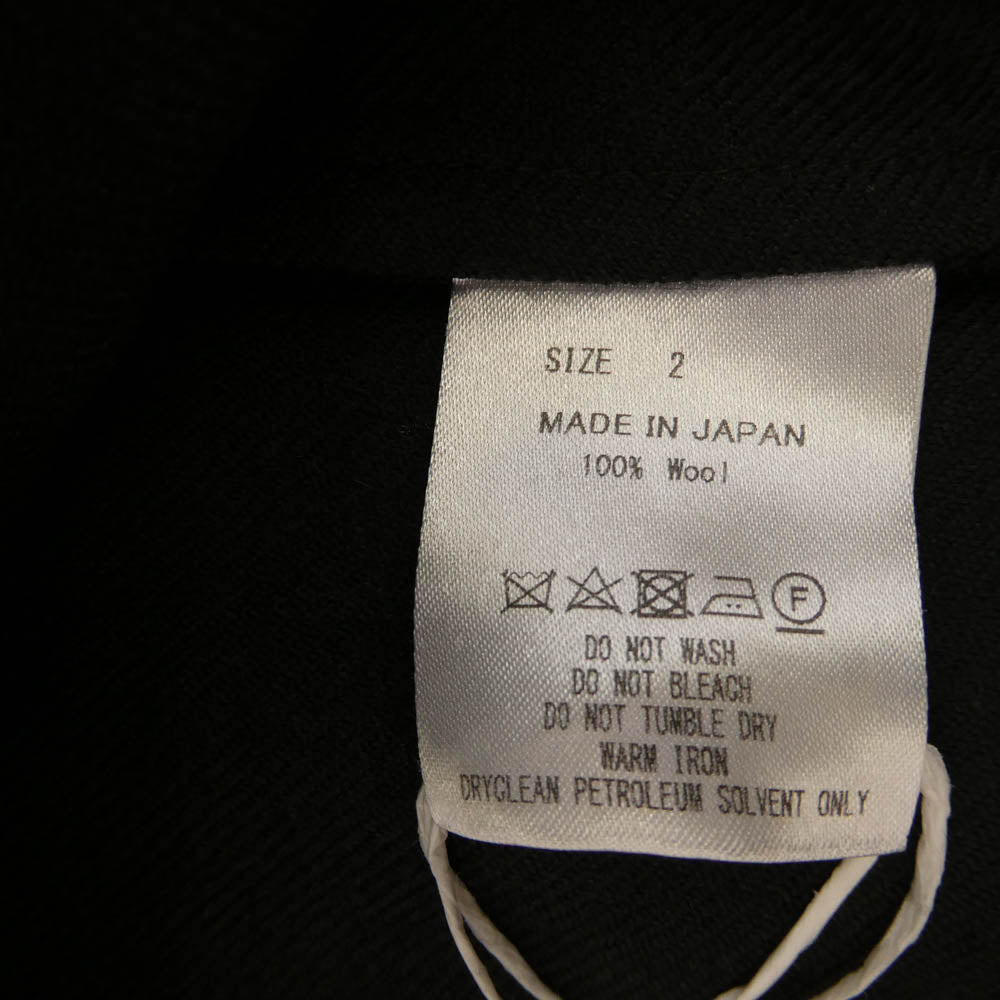 SIZE 2
MADE IN JAPAN
100% Wool
F
DO NOT WASH
DO NOT BLEACH
DO NOT TUMBLE DRY
WARM IRON
DRYCLEAN PETROLEUM SOLVENT ONLY